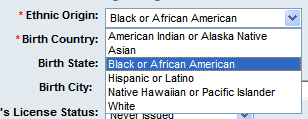 * Ethnic Origin: Black or African American
* Birth Country: American Indian or Alaska Native
Asian
Birth State: Black or African American
Hispanic or Latino
Birth City: Native Hawaiian or Pacific Islander
White
's License Status: Never Issued